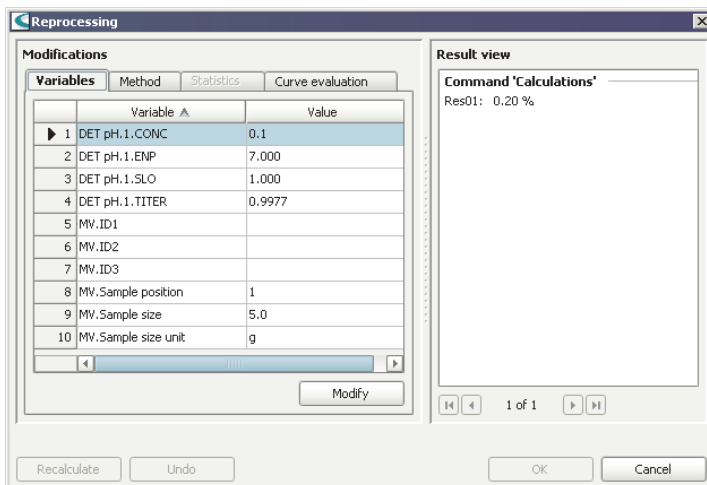 Reprocessing
Modifications
Variables Method Statistics Curve evaluation
Variable Value
1 DET pH.1.CONC 0.1
2 DET pH.1.ENP 7.000
3 DET pH.1.SLO 1.000
4 DET pH.1.TITER 0.9977
5 MV.ID1
6 MV.ID2
7 MV.ID3
8 MV.Sample position 1
9 MV.Sample size 5.0
10 MV.Sample size unit g
Modify
Result view
Command 'Calculations'
Res01: 0.20 %
1 of 1
Recalculate Undo OK Cancel